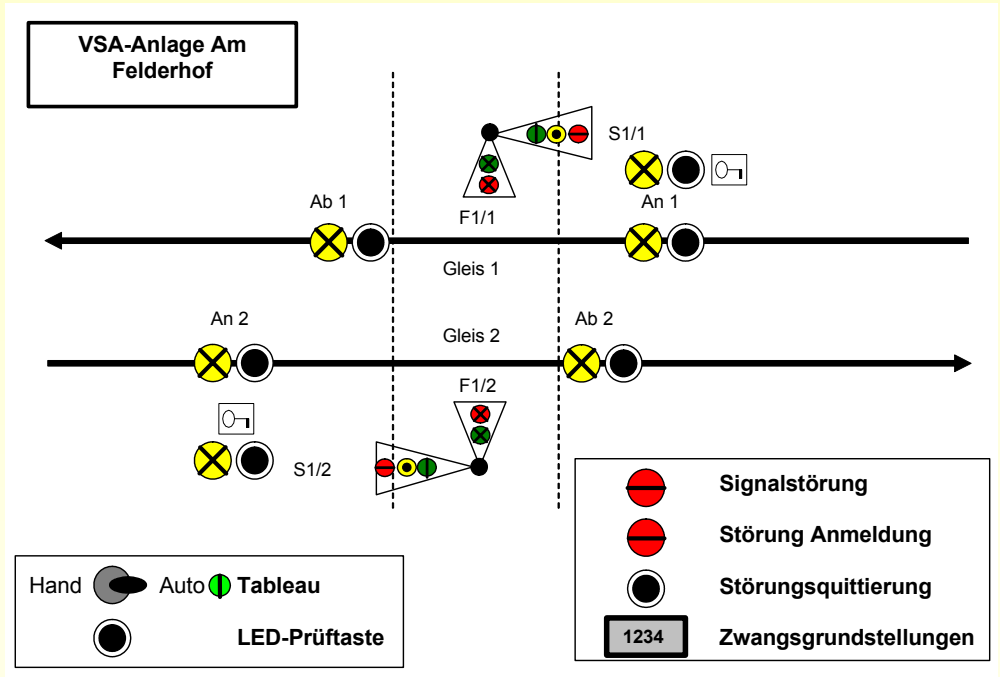 VSA-Anlage Am
Felderhof
S1/1
Ab 1
F1/1
An 1
Gleis 1
An 2
Gleis 2
Ab 2
F1/2
S1/2
Hand Auto Tableau
LED-Prüftaste
Signalstörung
Störung Anmeldung
Störungsquittierung
1234 Zwangsgrundstellungen